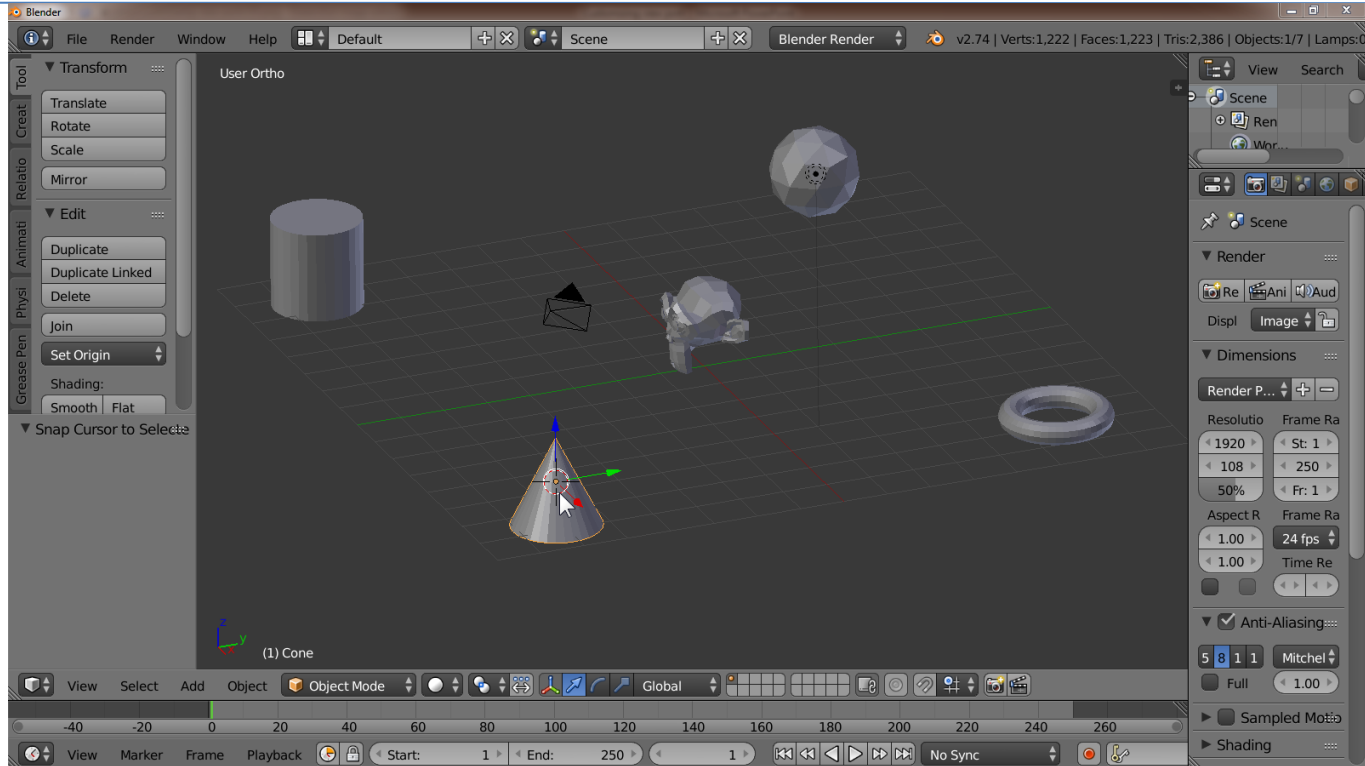 Blender
File Render Window Help Default Scene Blender Render v2.74 | Verts:1,222 | Faces:1,223 | Tris:2,386 | Objects:1/7 | Lamps:0
Tool
Creat
Relatio
Animati
Physi
Grease Pen
Transform
Translate
Rotate
Scale
Mirror
Edit
Duplicate
Duplicate Linked
Delete
Join
Set Origin
Shading:
Smooth Flat
Snap Cursor to Selecte
User Ortho
z
y
(1) Cone
View Search
Scene
Ren
Wor...
Scene
Render
Re Ani Aud
Displ Image
Dimensions
Render P...
Resolutio Frame Ra
1920 St: 1
108 250
50% Fr: 1
Aspect R Frame Ra
1.00 24 fps
1.00 Time Re
Anti-Aliasing
5 8 1 1 Mitchel
Full 1.00
Sampled Motio
Shading
View Select Add Object Object Mode Global
-40 -20 0 20 40 60 80 100 120 140 160 180 200 220 240 260
View Marker Frame Playback Start: 1 End: 250 1 No Sync